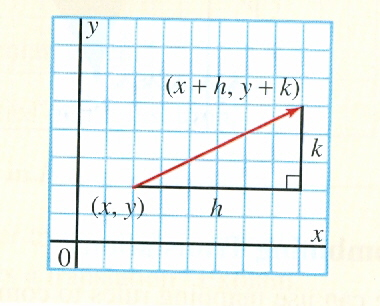 y
(x + h, y + k)
k
(x, y)
h
x
0